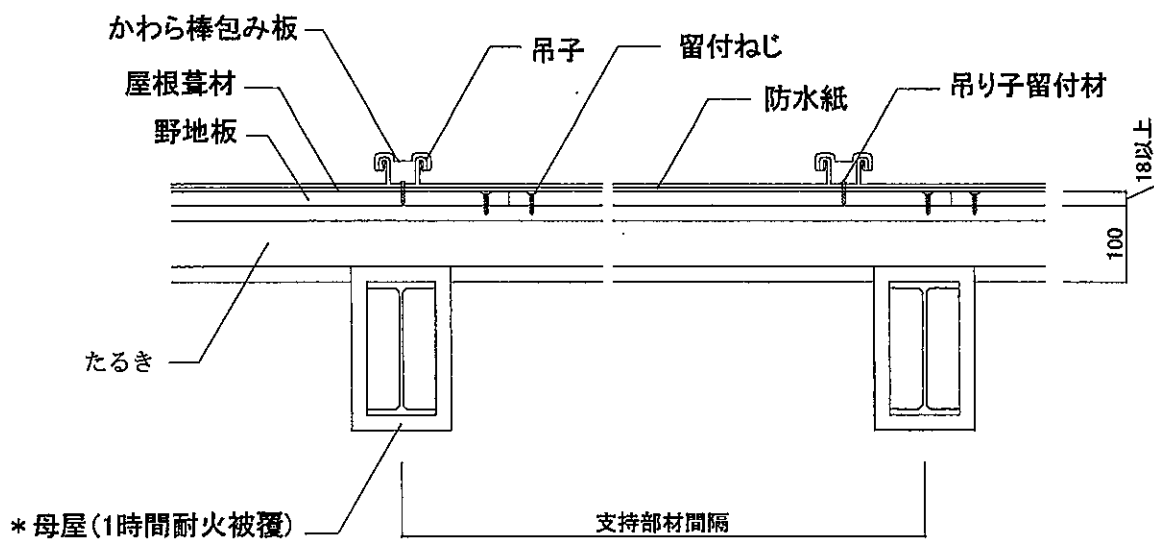 かわら棒包み板
吊子
留付ねじ
屋根葺材
防水紙
吊り子留付材
野地板
18以上
100
たるき
*母屋(1時間耐火被覆)
支持部材間隔